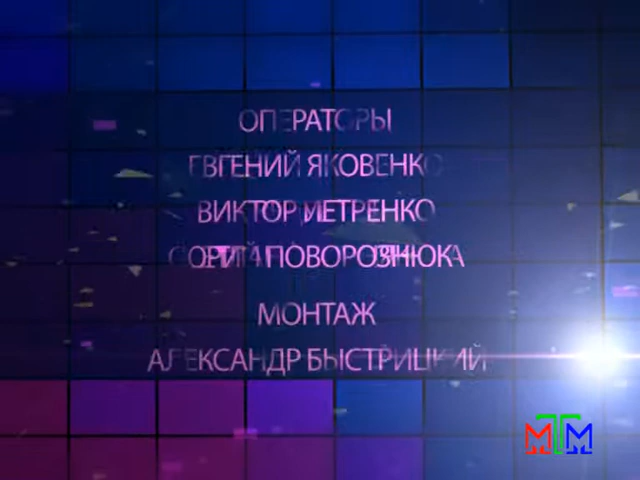 ОПЕРАТОРЫ
ЕВГЕНИЙ ЯКОВЕНКО
ВИКТОР ПЕТРЕНКО
МОНТАЖ
АЛЕКСАНДР БЫСТРИЦКИЙ
МТМ